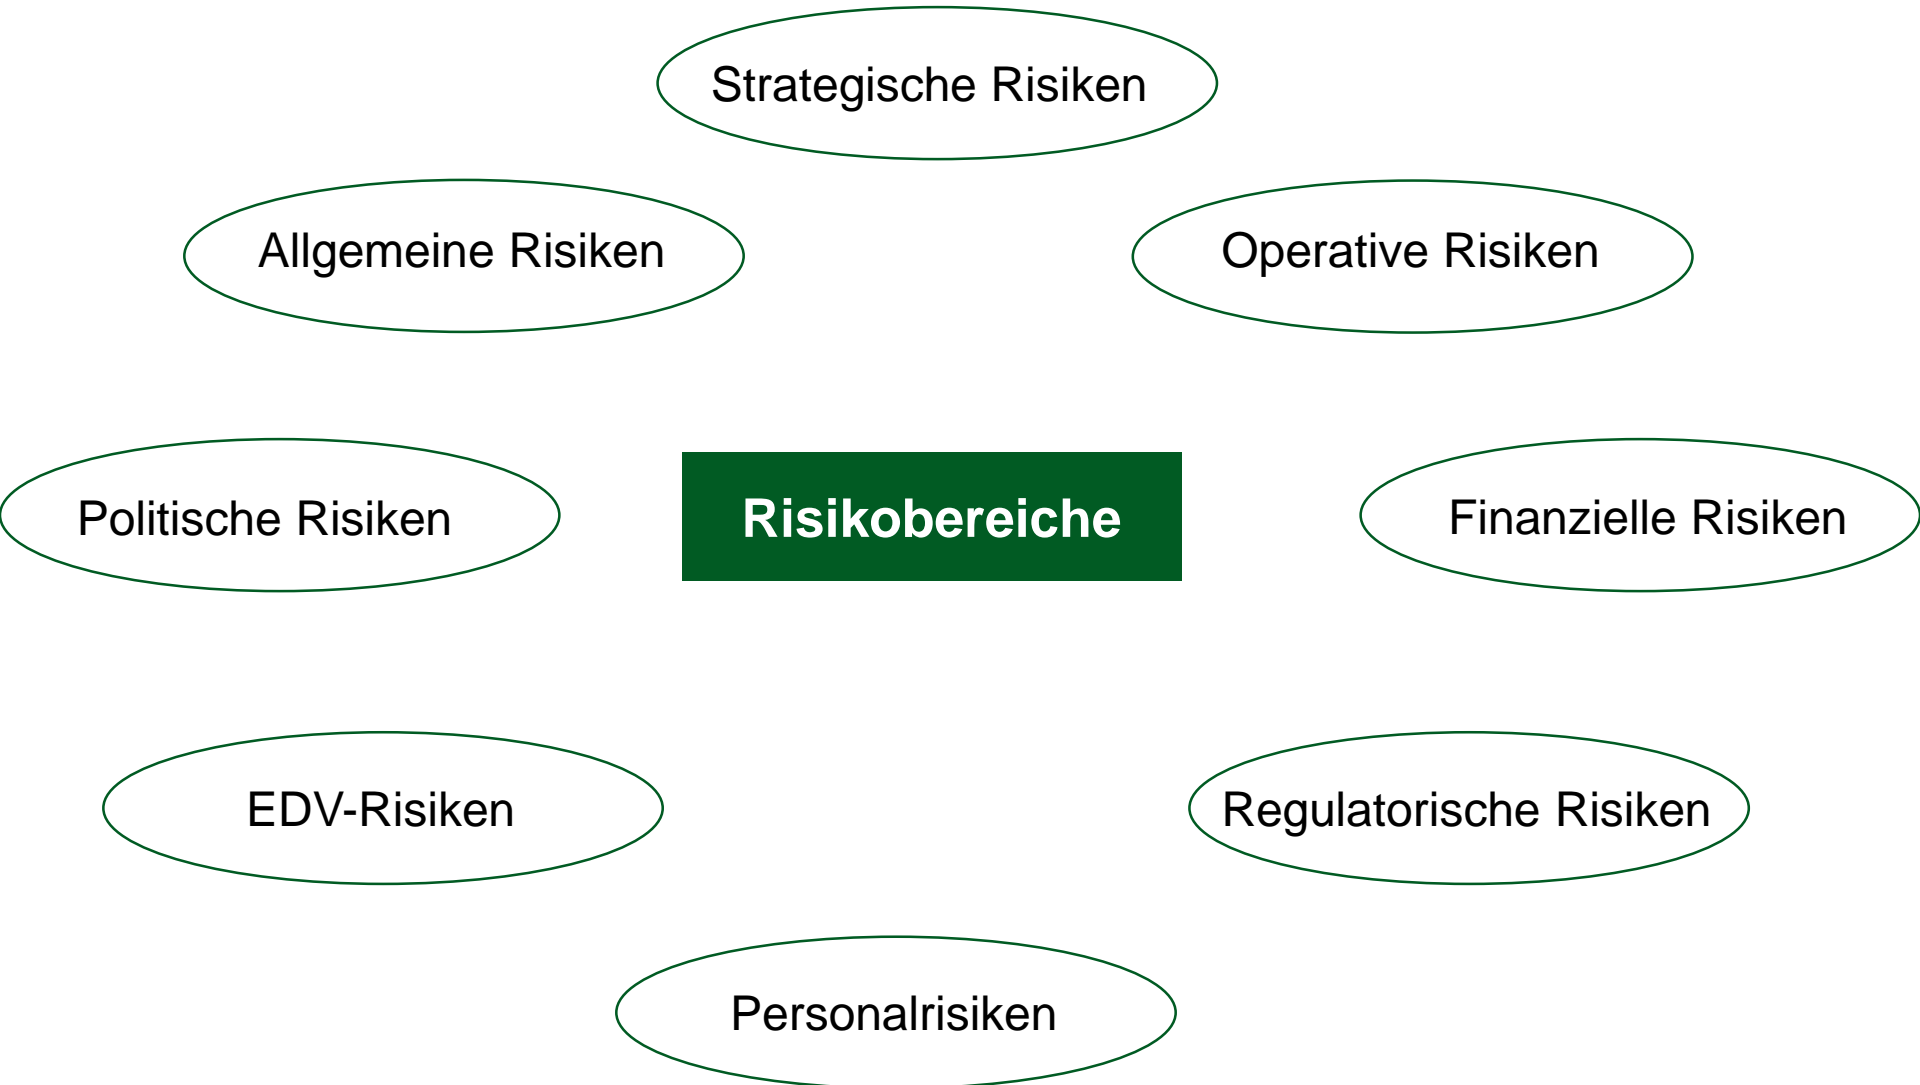 Strategische Risiken
Allgemeine Risiken
Operative Risiken
Politische Risiken
Risikobereiche
Finanzielle Risiken
EDV-Risiken
Regulatorische Risiken
Personalrisiken